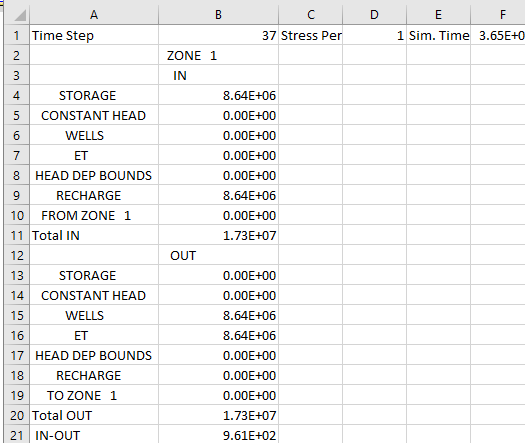 A B C D E F
1 Time Step 37 Stress Per 1 Sim. Time 3.65E+0
2 ZONE 1
3 IN
4 STORAGE 8.64E+06
5 CONSTANT HEAD 0.00E+00
6 WELLS 0.00E+00
7 ET 0.00E+00
8 HEAD DEP BOUNDS 0.00E+00
9 RECHARGE 8.64E+06
10 FROM ZONE 1 0.00E+00
11 Total IN 1.73E+07
12 OUT
13 STORAGE 0.00E+00
14 CONSTANT HEAD 0.00E+00
15 WELLS 8.64E+06
16 ET 8.64E+06
17 HEAD DEP BOUNDS 0.00E+00
18 RECHARGE 0.00E+00
19 TO ZONE 1 0.00E+00
20 Total OUT 1.73E+07
21 IN-OUT 9.61E+02